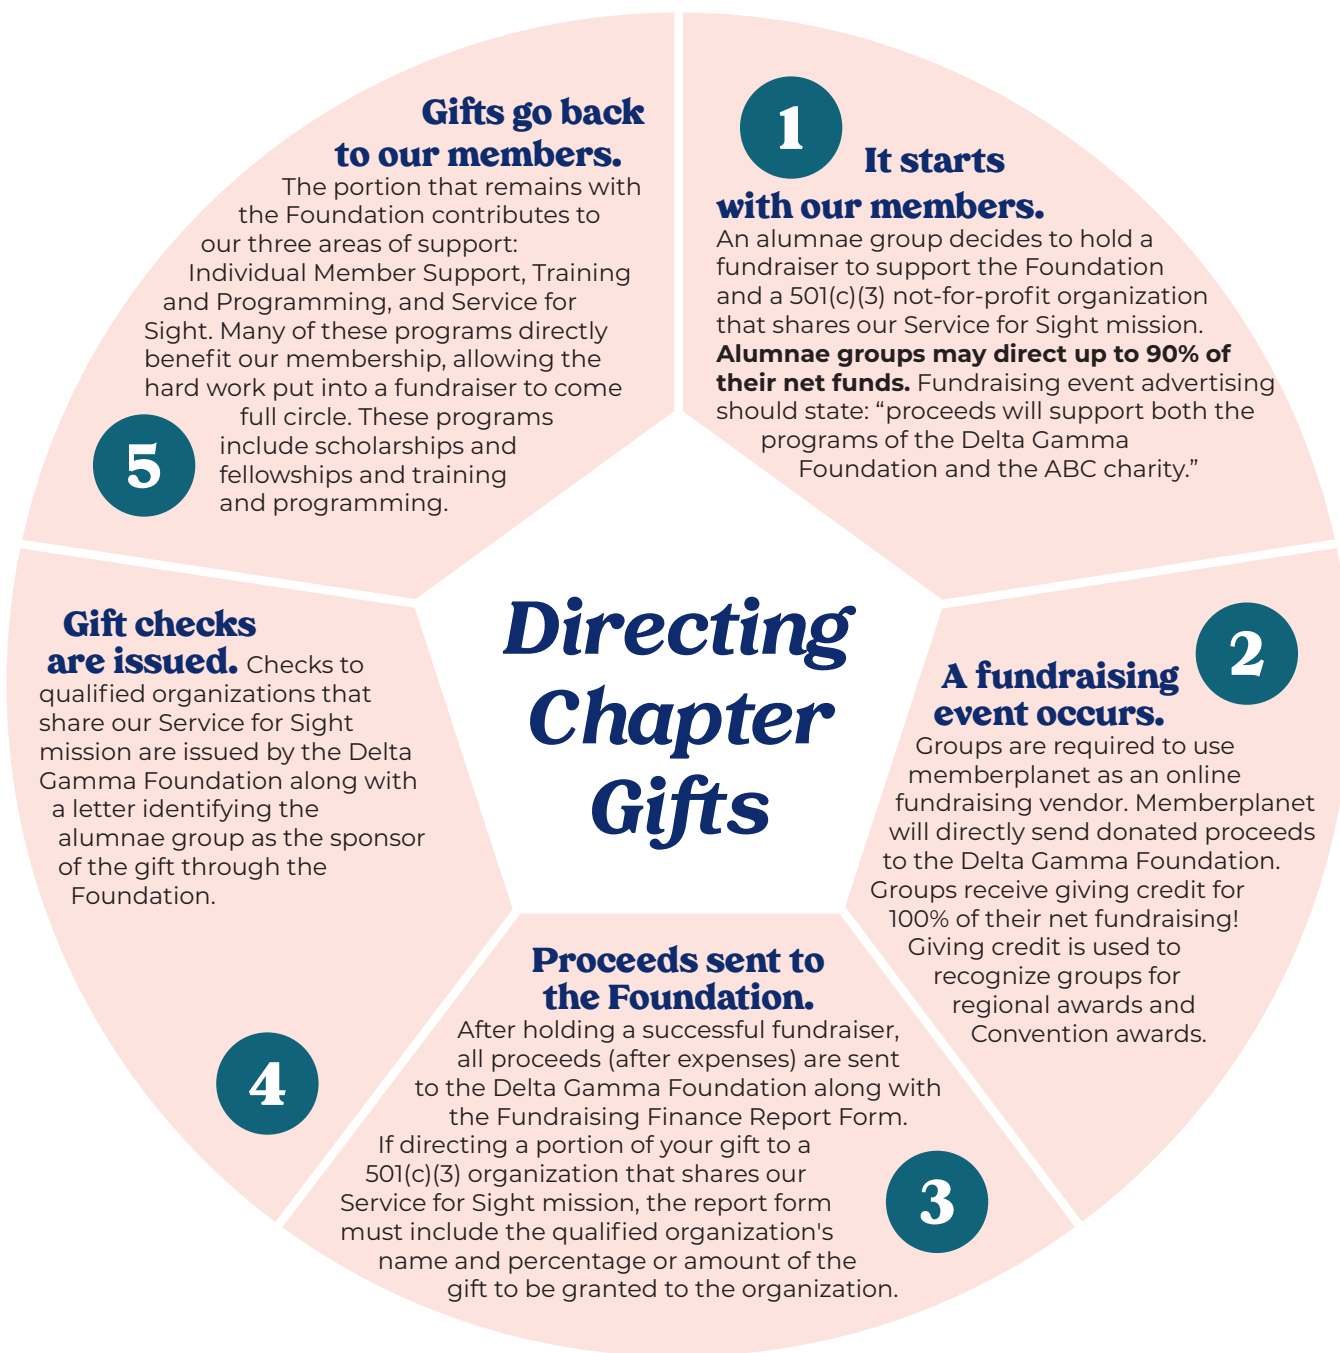 Directing
Chapter
Gifts
1
It starts
with our members.
An alumnae group decides to hold a
fundraiser to support the Foundation
and a 501(c)(3) not-for-profit organization
that shares our Service for Sight mission.
Alumnae groups may direct up to 90% of
their net funds. Fundraising event advertising
should state: “proceeds will support both the
programs of the Delta Gamma
Foundation and the ABC charity.”
2
A fundraising
event occurs.
Groups are required to use
memberplanet as an online
fundraising vendor. Memberplanet
will directly send donated proceeds
to the Delta Gamma Foundation.
Groups receive giving credit for
100% of their net fundraising!
Giving credit is used to
recognize groups for
regional awards and
Convention awards.
Proceeds sent to
the Foundation.
After holding a successful fundraiser,
all proceeds (after expenses) are sent
to the Delta Gamma Foundation along with
the Fundraising Finance Report Form.
If directing a portion of your gift to a
501(c)(3) organization that shares our
Service for Sight mission, the report form
must include the qualified organization's
name and percentage or amount of the
gift to be granted to the organization.
3
Gift checks
are issued. Checks to
qualified organizations that
share our Service for Sight
mission are issued by the Delta
Gamma Foundation along with
a letter identifying the
alumnae group as the sponsor
of the gift through the
Foundation.
4
Gifts go back
to our members.
The portion that remains with
the Foundation contributes to
our three areas of support:
Individual Member Support, Training
and Programming, and Service for
Sight. Many of these programs directly
benefit our membership, allowing the
hard work put into a fundraiser to come
full circle. These programs
include scholarships and
fellowships and training
and programming.
5